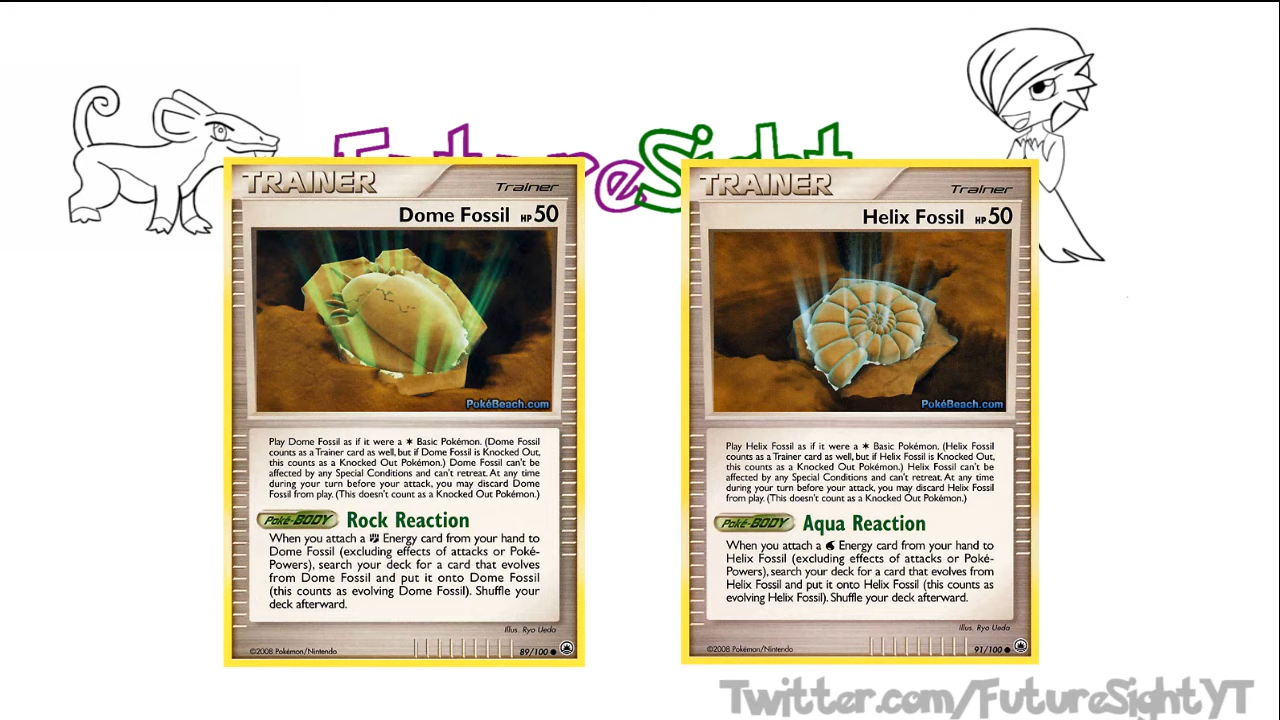 FutureSight
TRAINER
Trainer
Dome Fossil HP 50
PokéBeach.com
Play Dome Fossil as if it were a ✶ Basic Pokémon. (Dome Fossil
counts as a Trainer card as well, but if Dome Fossil is Knocked Out,
this counts as a Knocked Out Pokémon.) Dome Fossil can't be
affected by any Special Conditions and can't retreat. At any time
during your turn before your attack, you may discard Dome
Fossil from play. (This doesn't count as a Knocked Out Pokémon.)
Poké-BODY Rock Reaction
When you attach a Energy card from your hand to
Dome Fossil (excluding effects of attacks or Poké-
Powers), search your deck for a card that evolves
from Dome Fossil and put it onto Dome Fossil
(this counts as evolving Dome Fossil). Shuffle your
deck afterward.
Illus. Ryo Ueda
©2008 Pokémon/Nintendo
89/100 ●
TRAINER
Trainer
Helix Fossil HP 50
PokéBeach.com
Play Helix Fossil as if it were a ✶ Basic Pokémon. (Helix Fossil
counts as a Trainer card as well, but if Helix Fossil is Knocked Out,
this counts as a Knocked Out Pokémon.) Helix Fossil can't be
affected by any Special Conditions and can't retreat. At any time
during your turn before your attack, you may discard Helix Fossil
from play. (This doesn't count as a Knocked Out Pokémon.)
Poké-BODY Aqua Reaction
When you attach a Energy card from your hand to
Helix Fossil (excluding effects of attacks or Poké-
Powers), search your deck for a card that evolves from
Helix Fossil and put it onto Helix Fossil (this counts as
evolving Helix Fossil). Shuffle your deck afterward.
Illus. Ryo Ueda
©2008 Pokémon/Nintendo
91/100 ●
Twitter.com/FutureSightYT